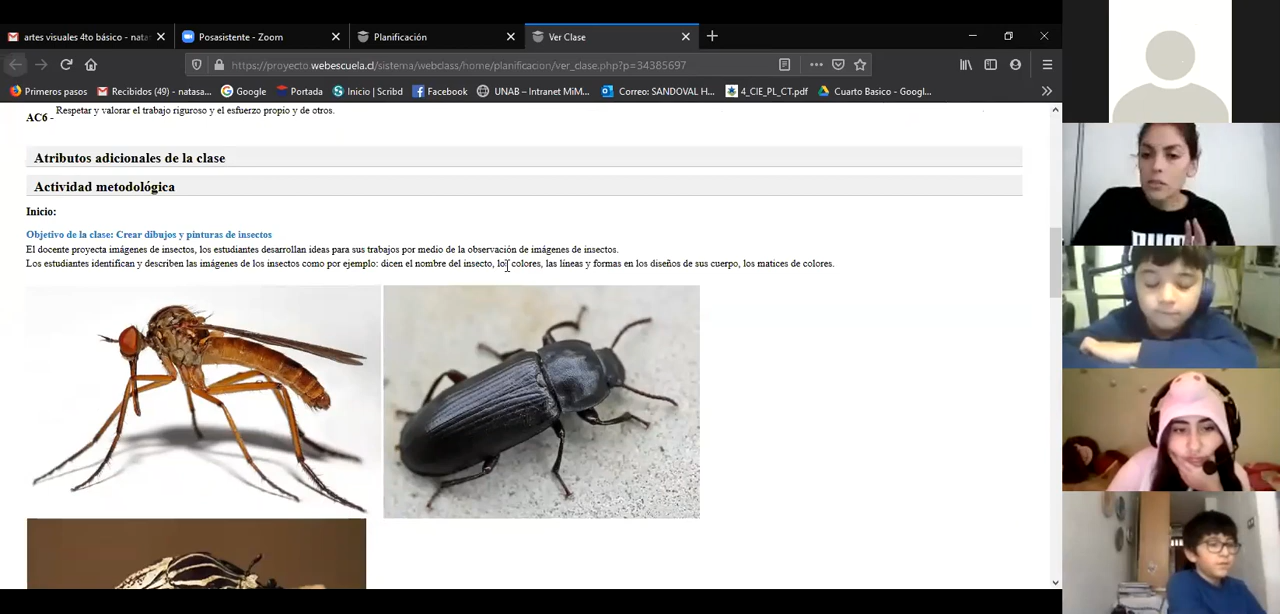 artes visuales 4to básico - nata
Posasistente - Zoom
Planificación
Ver Clase
https://proyecto.webescuela.cl/sistema/webclass/home/planificacion/ver_clase.php?p=34385697
Primeros pasos
Recibidos (49) - natasa...
Google
Portada
Inicio | Scribd
Facebook
UNAB – Intranet MiM...
Correo: SANDOVAL H...
4_CIE_PL_CT.pdf
Cuarto Basico - Googl...
AC6 - Respetar y valorar el trabajo riguroso y el esfuerzo propio y de otros.
Atributos adicionales de la clase
Actividad metodológica
Inicio:
Objetivo de la clase: Crear dibujos y pinturas de insectos
El docente proyecta imágenes de insectos, los estudiantes desarrollan ideas para sus trabajos por medio de la observación de imágenes de insectos.
Los estudiantes identifican y describen las imágenes de los insectos como por ejemplo: dicen el nombre del insecto, los colores, las líneas y formas en los diseños de su cuerpo, los matices de colores.